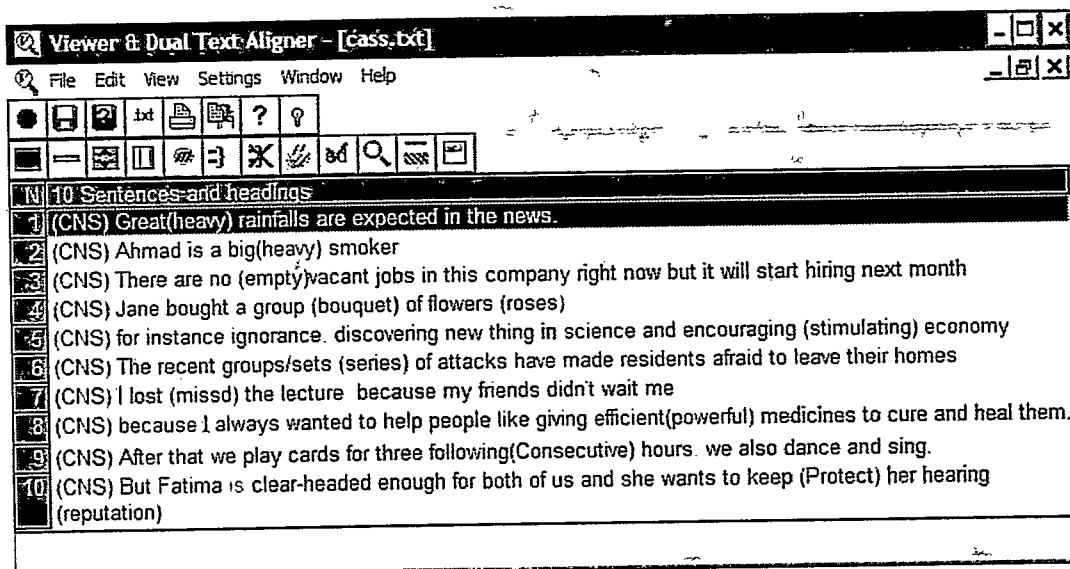 Viewer & Dual Text Aligner - [cass.txt]
File Edit View Settings Window Help
.txt ?
ad
N 10 Sentences and headings
1 (CNS) Great(heavy) rainfalls are expected in the news.
2 (CNS) Ahmad is a big(heavy) smoker
3 (CNS) There are no (empty)vacant jobs in this company right now but it will start hiring next month
4 (CNS) Jane bought a group (bouquet) of flowers (roses)
5 (CNS) for instance ignorance. discovering new thing in science and encouraging (stimulating) economy
6 (CNS) The recent groups/sets (series) of attacks have made residents afraid to leave their homes
7 (CNS) I lost (missd) the lecture because my friends didn't wait me
8 (CNS) because I always wanted to help people like giving efficient(powerful) medicines to cure and heal them.
9 (CNS) After that we play cards for three following(Consecutive) hours. we also dance and sing.
10 (CNS) But Fatima is clear-headed enough for both of us and she wants to keep (Protect) her hearing
(reputation)